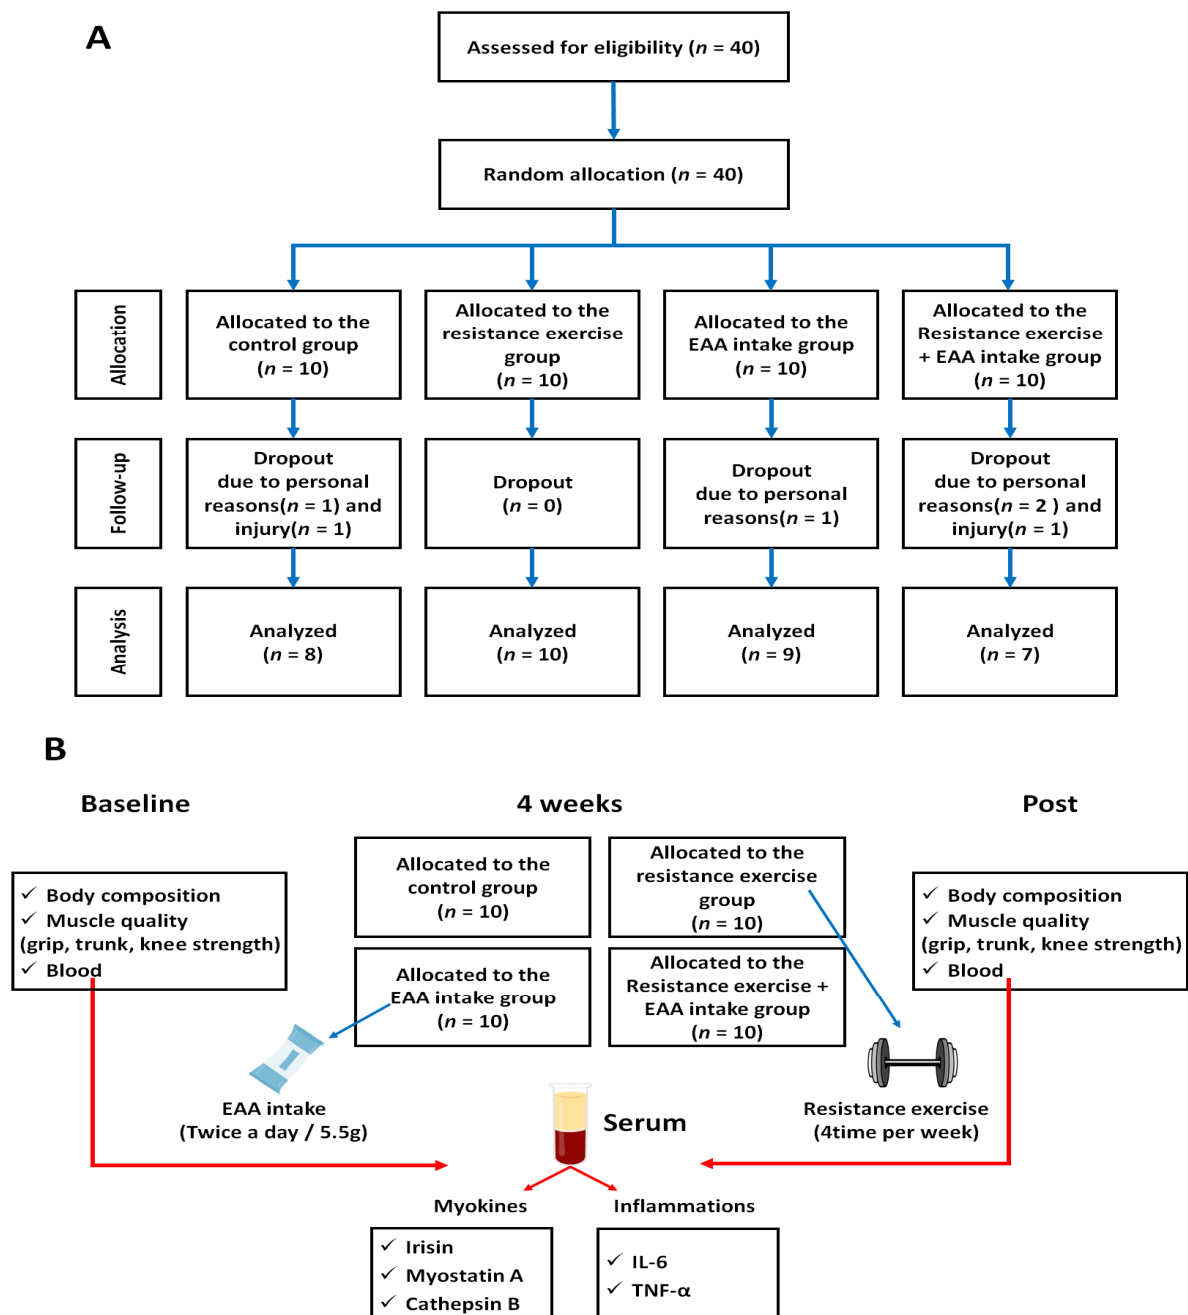 A
Assessed for eligibility (n = 40)
Random allocation (n = 40)
Allocation
Allocated to the
control group
(n = 10)
Allocated to the
resistance exercise
group
(n = 10)
Allocated to the
EAA intake group
(n = 10)
Allocated to the
Resistance exercise
+ EAA intake group
(n = 10)
Follow-up
Dropout
due to personal
reasons(n = 1) and
injury(n = 1)
Dropout
(n = 0)
Dropout
due to personal
reasons(n = 1)
Dropout
due to personal
reasons(n = 2 ) and
injury(n = 1)
Analysis
Analyzed
(n = 8)
Analyzed
(n = 10)
Analyzed
(n = 9)
Analyzed
(n = 7)
B
Baseline
4 weeks
Post
✓ Body composition
✓ Muscle quality
(grip, trunk, knee strength)
✓ Blood
Allocated to the
control group
(n = 10)
Allocated to the
resistance exercise
group
(n = 10)
Allocated to the
EAA intake group
(n = 10)
Allocated to the
Resistance exercise +
EAA intake group
(n = 10)
✓ Body composition
✓ Muscle quality
(grip, trunk, knee strength)
✓ Blood
EAA intake
(Twice a day / 5.5g)
Serum
Resistance exercise
(4time per week)
Myokines
✓ Irisin
✓ Myostatin A
✓ Cathepsin B
Inflammations
✓ IL-6
✓ TNF-α